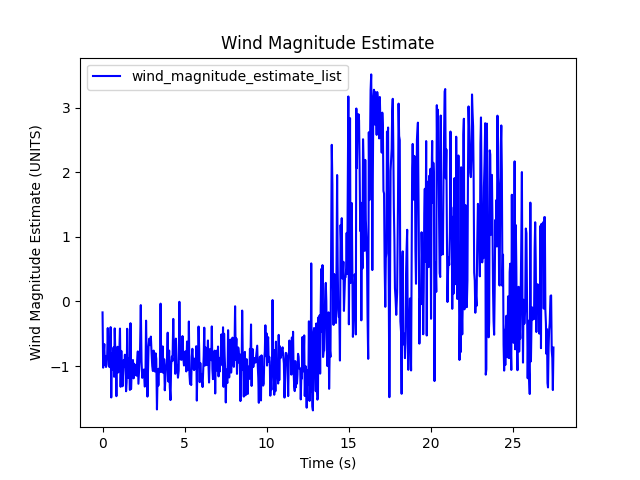 Wind Magnitude Estimate
wind_magnitude_estimate_list
Wind Magnitude Estimate (UNITS)
3
2
1
0
−1
0
5
10
15
20
25
Time (s)